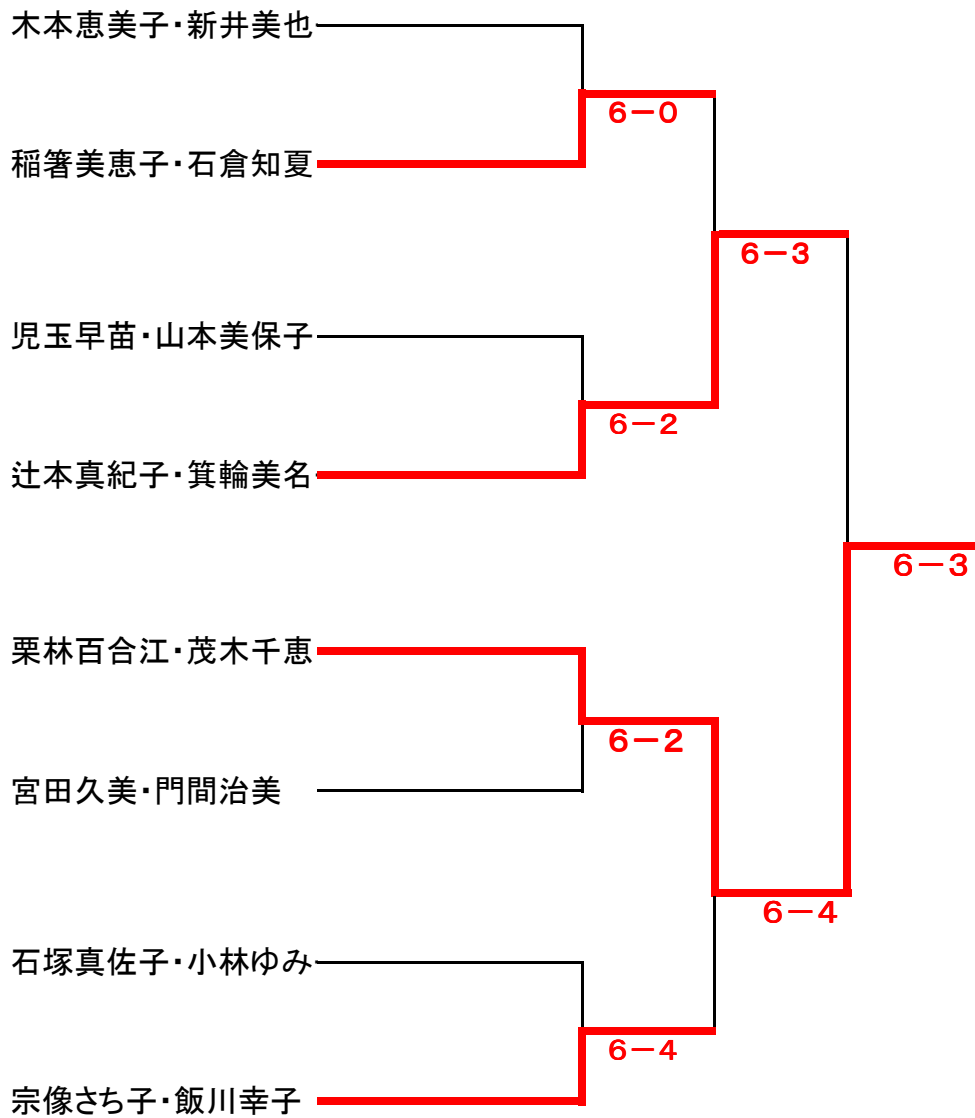 木本恵美子・新井美也
6－0
稲箸美恵子・石倉知夏
6－3
児玉早苗・山本美保子
6－2
辻本真紀子・箕輪美名
6－3
栗林百合江・茂木千恵
6－2
宮田久美・門間治美
6－4
石塚真佐子・小林ゆみ
6－4
宗像さち子・飯川幸子